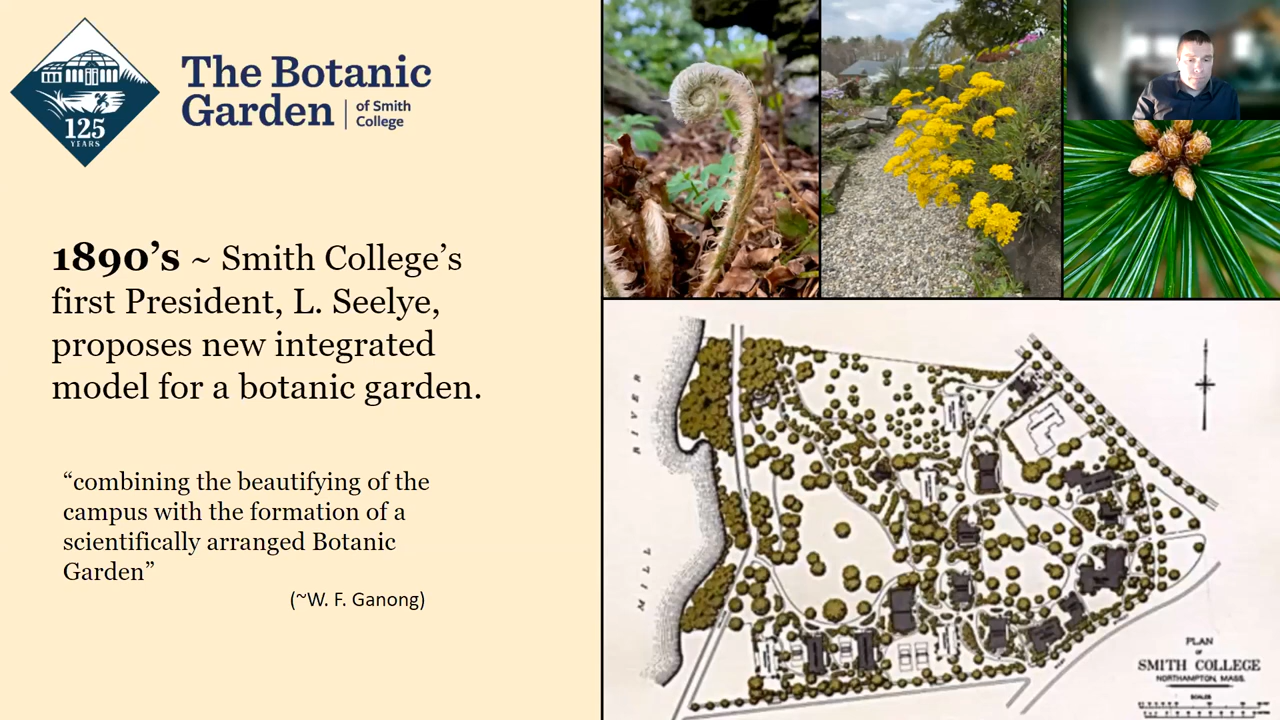 125
YEARS
The Botanic
Garden
of Smith
College
1890’s ~ Smith College’s
first President, L. Seelye,
proposes new integrated
model for a botanic garden.
“combining the beautifying of the
campus with the formation of a
scientifically arranged Botanic
Garden”
(~W. F. Ganong)
RIVER
MILL
PLAN
OF
SMITH COLLEGE
NORTHAMPTON, MASS.
SCALES